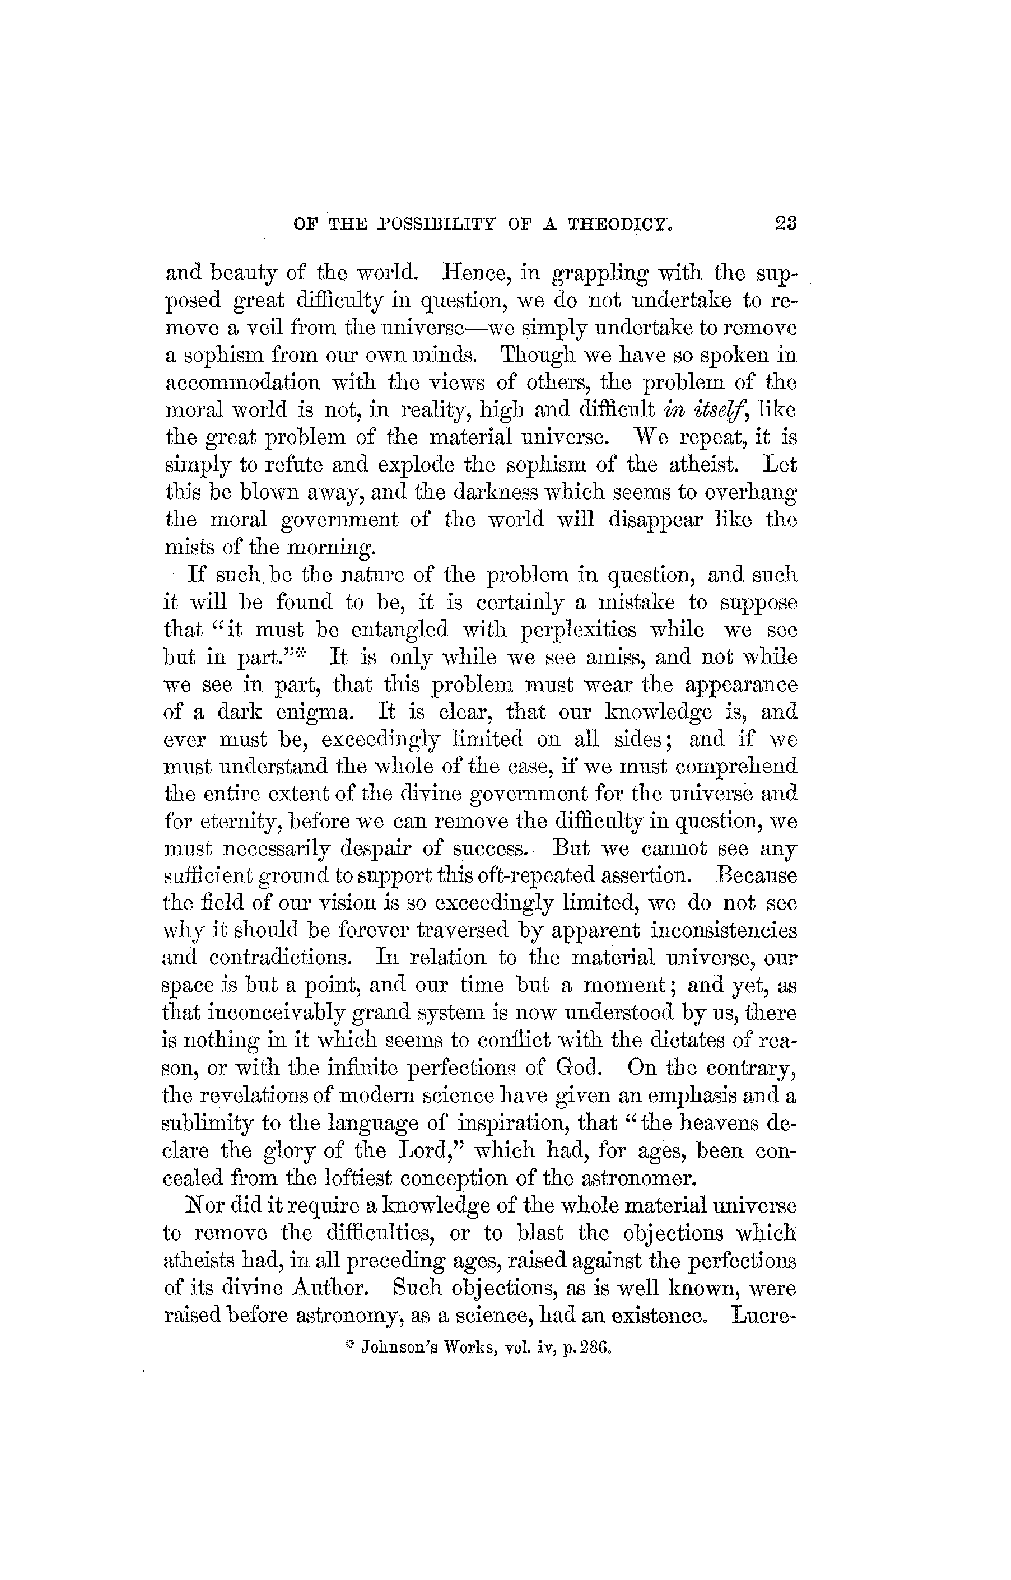 OF THE POSSIBILITY OF A THEODICY. 23
and beauty of the world. Hence, in grappling with the sup-
posed great difficulty in question, we do not undertake to re-
move a veil from the universe—we simply undertake to remove
a sophism from our own minds. Though we have so spoken in
accommodation with the views of others, the problem of the
moral world is not, in reality, high and difficult in itself, like
the great problem of the material universe. We repeat, it is
simply to refute and explode the sophism of the atheist. Let
this be blown away, and the darkness which seems to overhang
the moral government of the world will disappear like the
mists of the morning.
If such be the nature of the problem in question, and such
it will be found to be, it is certainly a mistake to suppose
that "it must be entangled with perplexities while we see
but in part."* It is only while we see amiss, and not while
we see in part, that this problem must wear the appearance
of a dark enigma. It is clear, that our knowledge is, and
ever must be, exceedingly limited on all sides; and if we
must understand the whole of the case, if we must comprehend
the entire extent of the divine government for the universe and
for eternity, before we can remove the difficulty in question, we
must necessarily despair of success. But we cannot see any
sufficient ground to support this oft-repeated assertion. Because
the field of our vision is so exceedingly limited, we do not see
why it should be forever traversed by apparent inconsistencies
and contradictions. In relation to the material universe, our
space is but a point, and our time but a moment; and yet, as
that inconceivably grand system is now understood by us, there
is nothing in it which seems to conflict with the dictates of rea-
son, or with the infinite perfections of God. On the contrary,
the revelations of modern science have given an emphasis and a
sublimity to the language of inspiration, that "the heavens de-
clare the glory of the Lord," which had, for ages, been con-
cealed from the loftiest conception of the astronomer.
Nor did it require a knowledge of the whole material universe
to remove the difficulties, or to blast the objections which
atheists had, in all preceding ages, raised against the perfections
of its divine Author. Such objections, as is well known, were
raised before astronomy, as a science, had an existence. Lucre-
* Johnson's Works, vol. iv, p. 286.